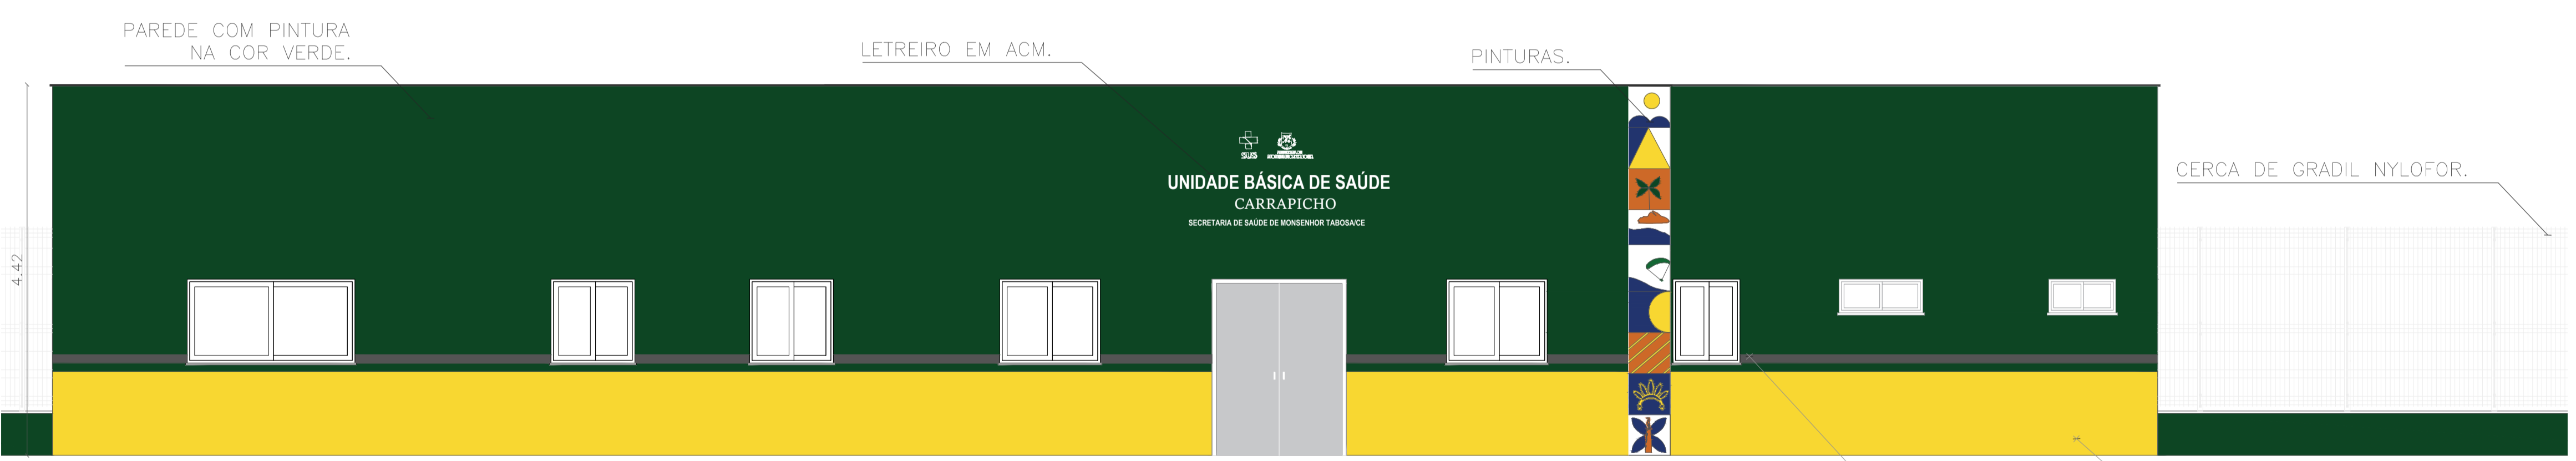 PAREDE COM PINTURA
NA COR VERDE.
LETREIRO EM ACM.
PINTURAS.
CERCA DE GRADIL NYLOFOR.
4.42
SUS
UNIDADE BÁSICA DE SAÚDE
CARRAPICHO
SECRETARIA DE SAÚDE DE MONSENHOR TABOSA/CE